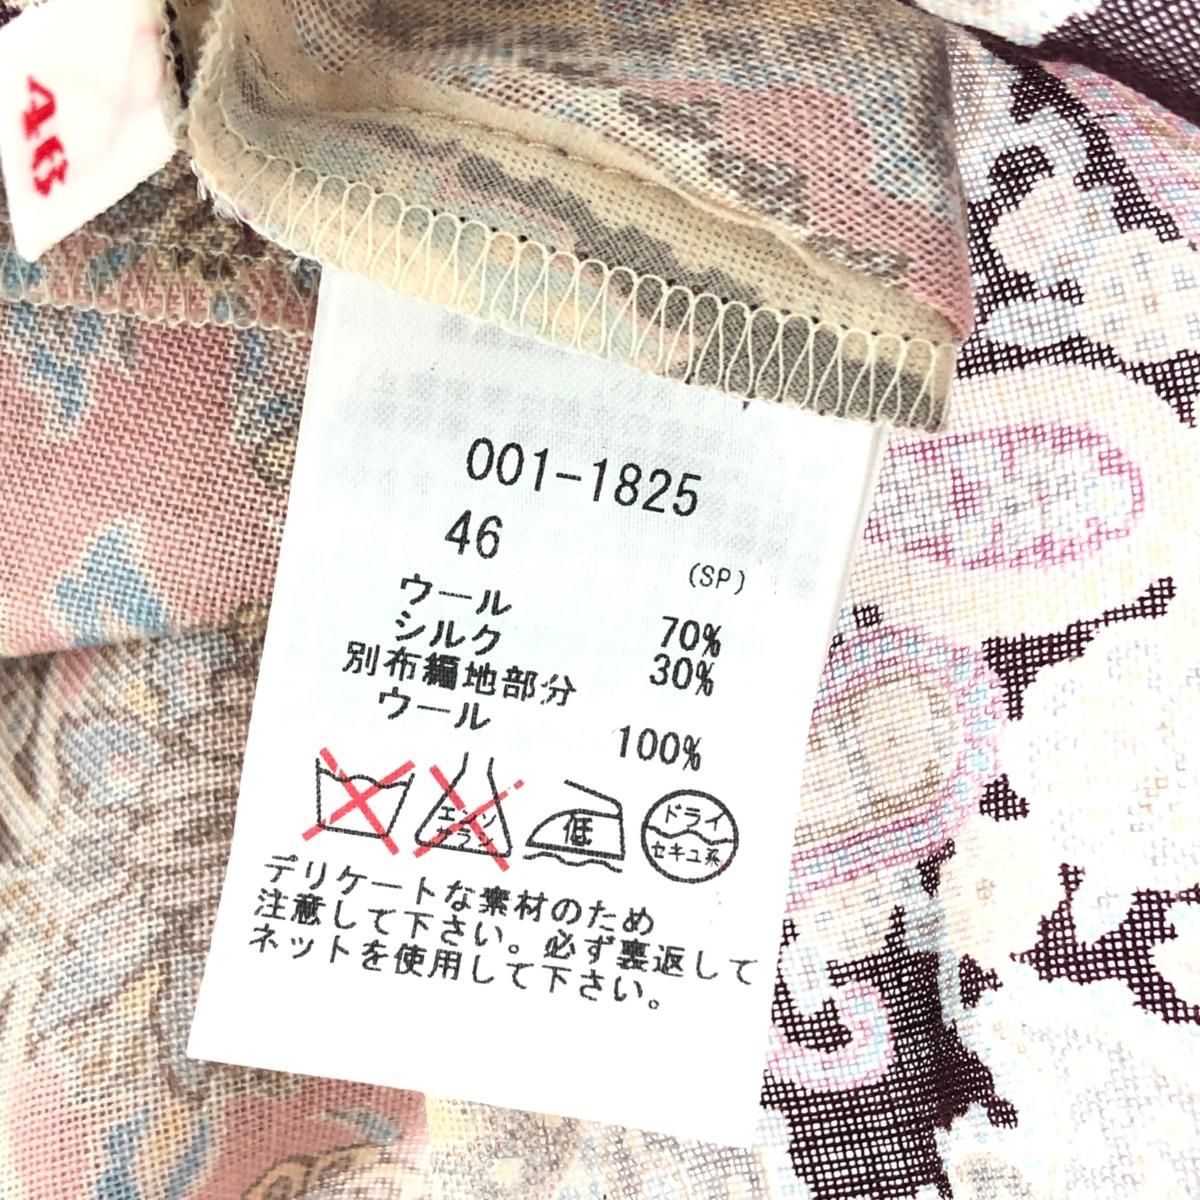 46
001-1825
46
(SP)
ウール 70%
シルク 30%
別布編地部分
ウール 100%
エンソ
カラン
低
ドライ
セキユ系
デリケートな素材のため
注意して下さい。必ず裏返して
ネットを使用して下さい。